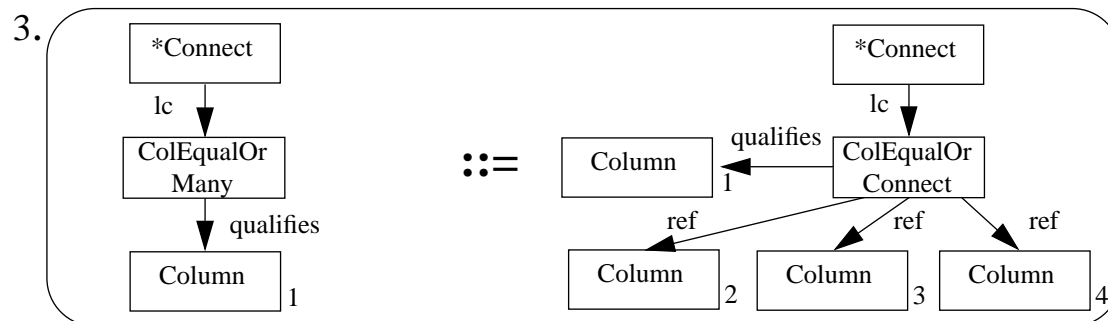 3.
*Connect
lc
ColEqualOr
Many
qualifies
Column
1
::=
*Connect
lc
qualifies
ColEqualOr
Connect
Column
1
ref
ref
ref
Column
2
Column
3
Column
4